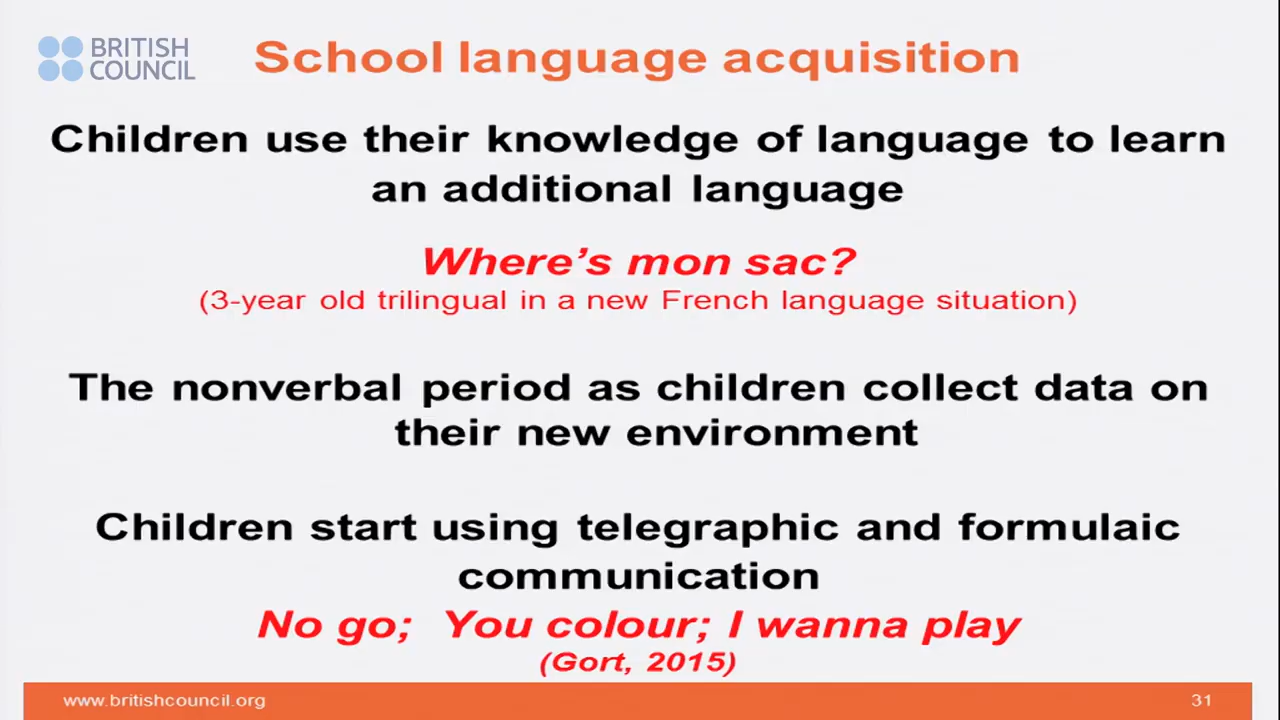 BRITISH
COUNCIL
School language acquisition
Children use their knowledge of language to learn
an additional language
Where’s mon sac?
(3-year old trilingual in a new French language situation)
The nonverbal period as children collect data on
their new environment
Children start using telegraphic and formulaic
communication
No go; You colour; I wanna play
(Gort, 2015)
www.britishcouncil.org
31